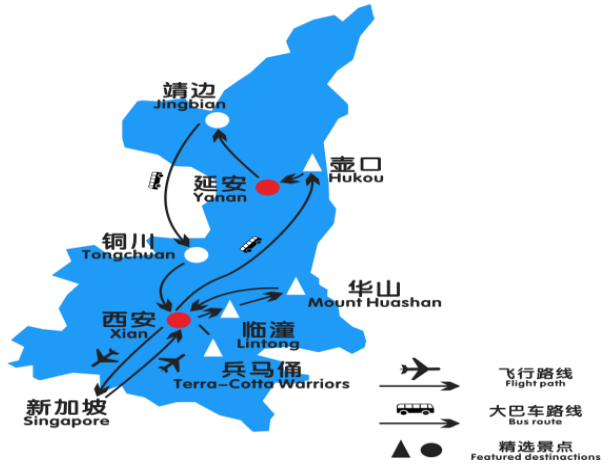 靖边
Jingbian
壶口
Hukou
延安
Yanan
铜川
Tongchuan
华山
Mount Huashan
西安
Xian
临潼
Lintong
兵马俑
Terra-Cotta Warriors
新加坡
Singapore
飞行路线
Flight path
大巴车路线
Bus route
精选景点
Featured destinactions